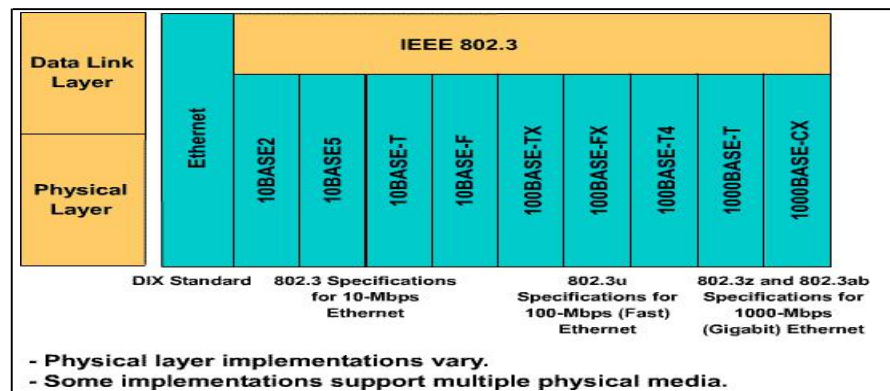 Data Link
Layer
Physical
Layer
Ethernet
IEEE 802.3
10BASE2
10BASE5
10BASE-T
10BASE-F
100BASE-TX
100BASE-FX
100BASE-T4
1000BASE-T
1000BASE-CX
DIX Standard
802.3 Specifications
for 10-Mbps
Ethernet
802.3u
Specifications for
100-Mbps (Fast)
Ethernet
802.3z and 802.3ab
Specifications for
1000-Mbps
(Gigabit) Ethernet
- Physical layer implementations vary.
- Some implementations support multiple physical media.